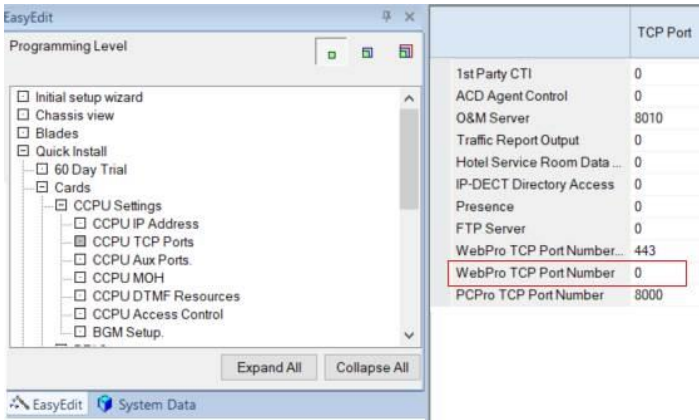 EasyEdit
Programming Level
Initial setup wizard
Chassis view
Blades
Quick Install
60 Day Trial
Cards
CCPU Settings
CCPU IP Address
CCPU TCP Ports
CCPU Aux Ports.
CCPU MOH
CCPU DTMF Resources
CCPU Access Control
BGM Setup.
Expand All Collapse All
EasyEdit System Data
TCP Port
1st Party CTI 0
ACD Agent Control 0
O&M Server 8010
Traffic Report Output 0
Hotel Service Room Data ... 0
IP-DECT Directory Access 0
Presence 0
FTP Server 0
WebPro TCP Port Number... 443
WebPro TCP Port Number 0
PCPro TCP Port Number 8000